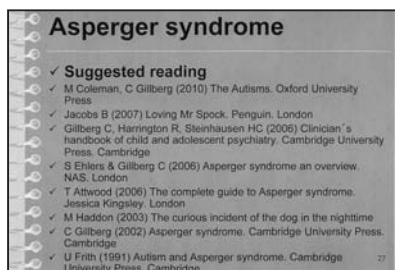 Asperger syndrome
✓ Suggested reading
✓ M Coleman, C Gillberg (2010) The Autisms. Oxford University
Press
✓ Jacobs B (2007) Loving Mr Spock. Penguin. London
✓ Gillberg C, Harrington R, Steinhausen HC (2006) Clinician´s
handbook of child and adolescent psychiatry. Cambridge University
Press. Cambridge
✓ S Ehlers & Gillberg C (2006) Asperger syndrome an overview.
NAS. London
✓ T Attwood (2006) The complete guide to Asperger syndrome.
Jessica Kingsley. London
✓ M Haddon (2003) The curious incident of the dog in the nighttime
✓ C Gillberg (2002) Asperger syndrome. Cambridge University Press.
Cambridge
✓ U Frith (1991) Autism and Asperger syndrome. Cambridge
University Press. Cambridge
27